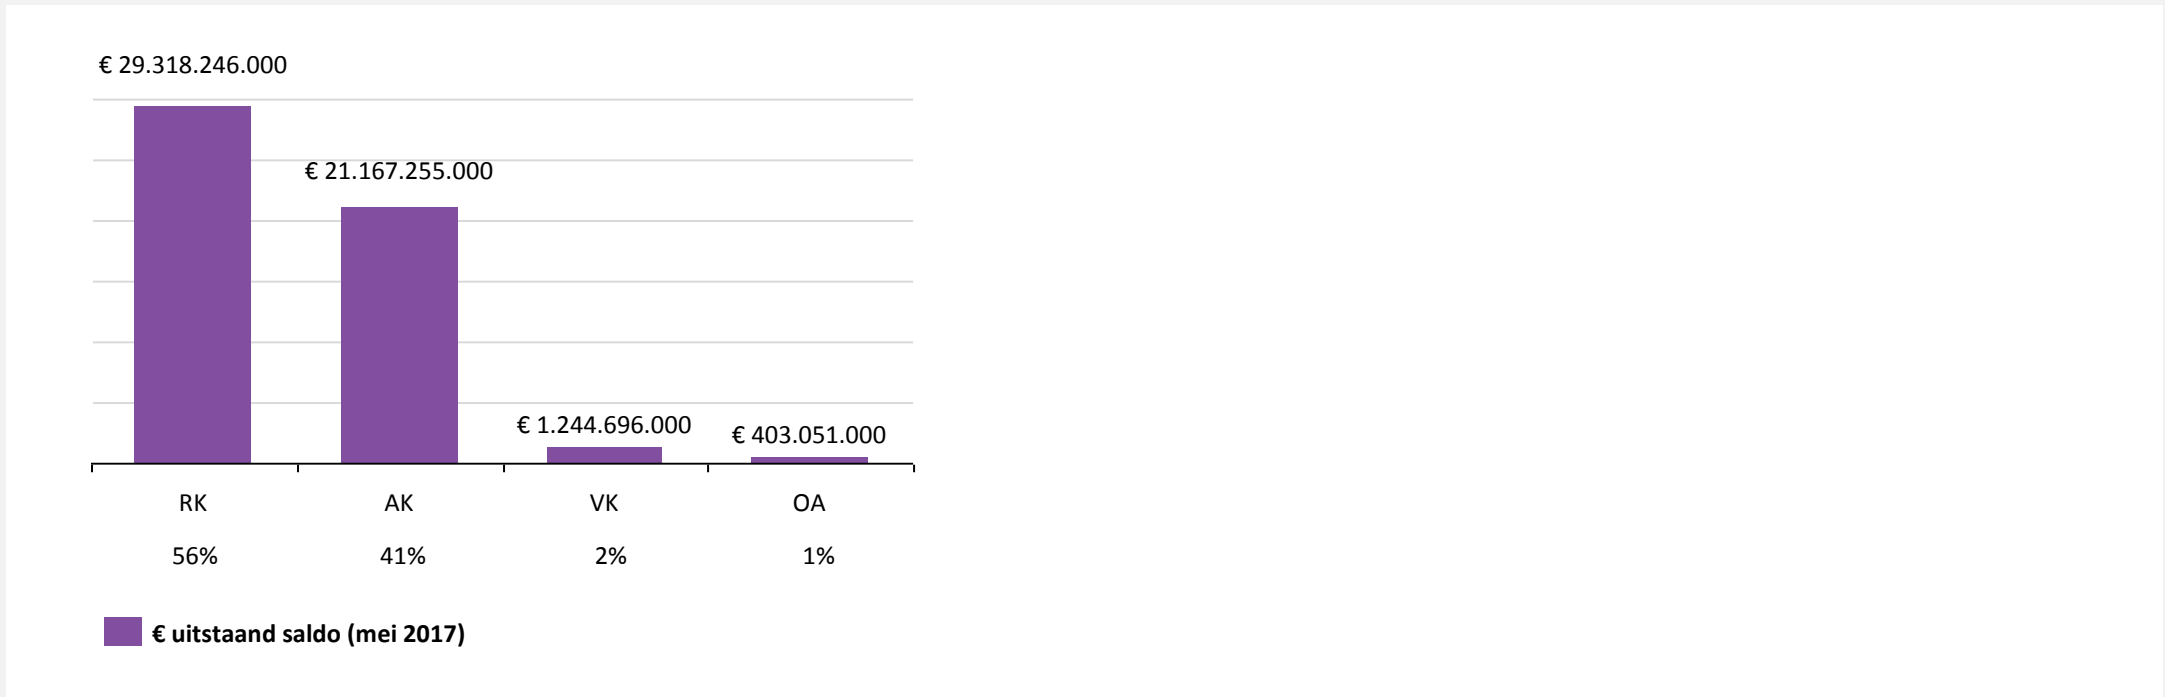 € 29.318.246.000
€ 21.167.255.000
€ 1.244.696.000
€ 403.051.000
RK AK VK OA
56% 41% 2% 1%
€ uitstaand saldo (mei 2017)